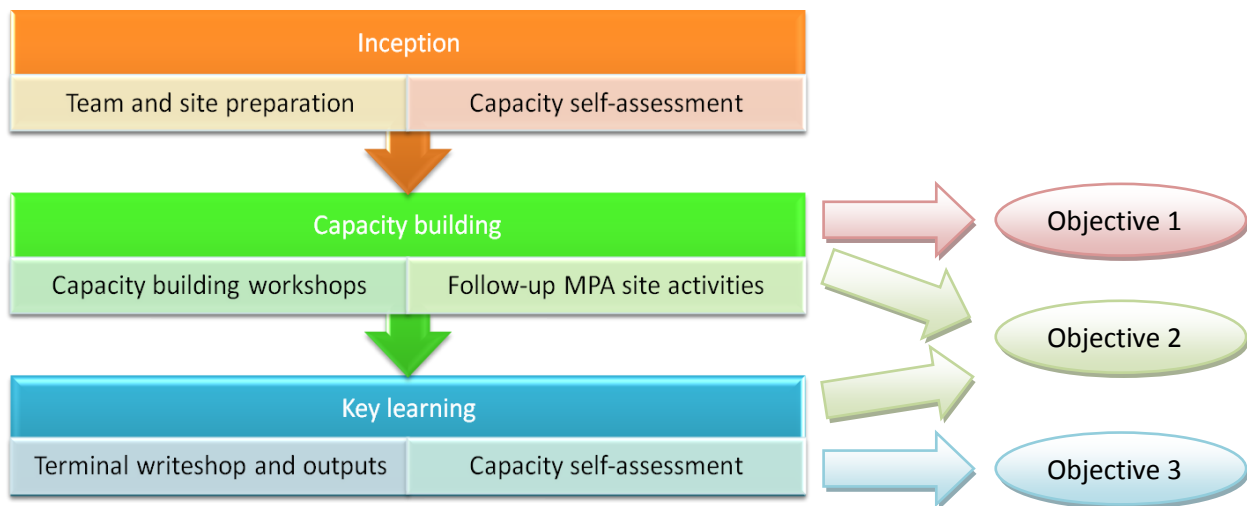 Inception
Team and site preparation
Capacity self-assessment
Capacity building
Capacity building workshops
Follow-up MPA site activities
Objective 1
Objective 2
Key learning
Terminal writeshop and outputs
Capacity self-assessment
Objective 3